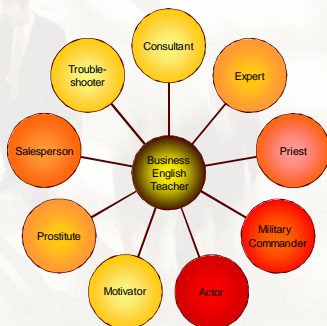 Consultant
Expert
Priest
Military
Commander
Actor
Motivator
Prostitute
Salesperson
Trouble-
shooter
Business
English
Teacher